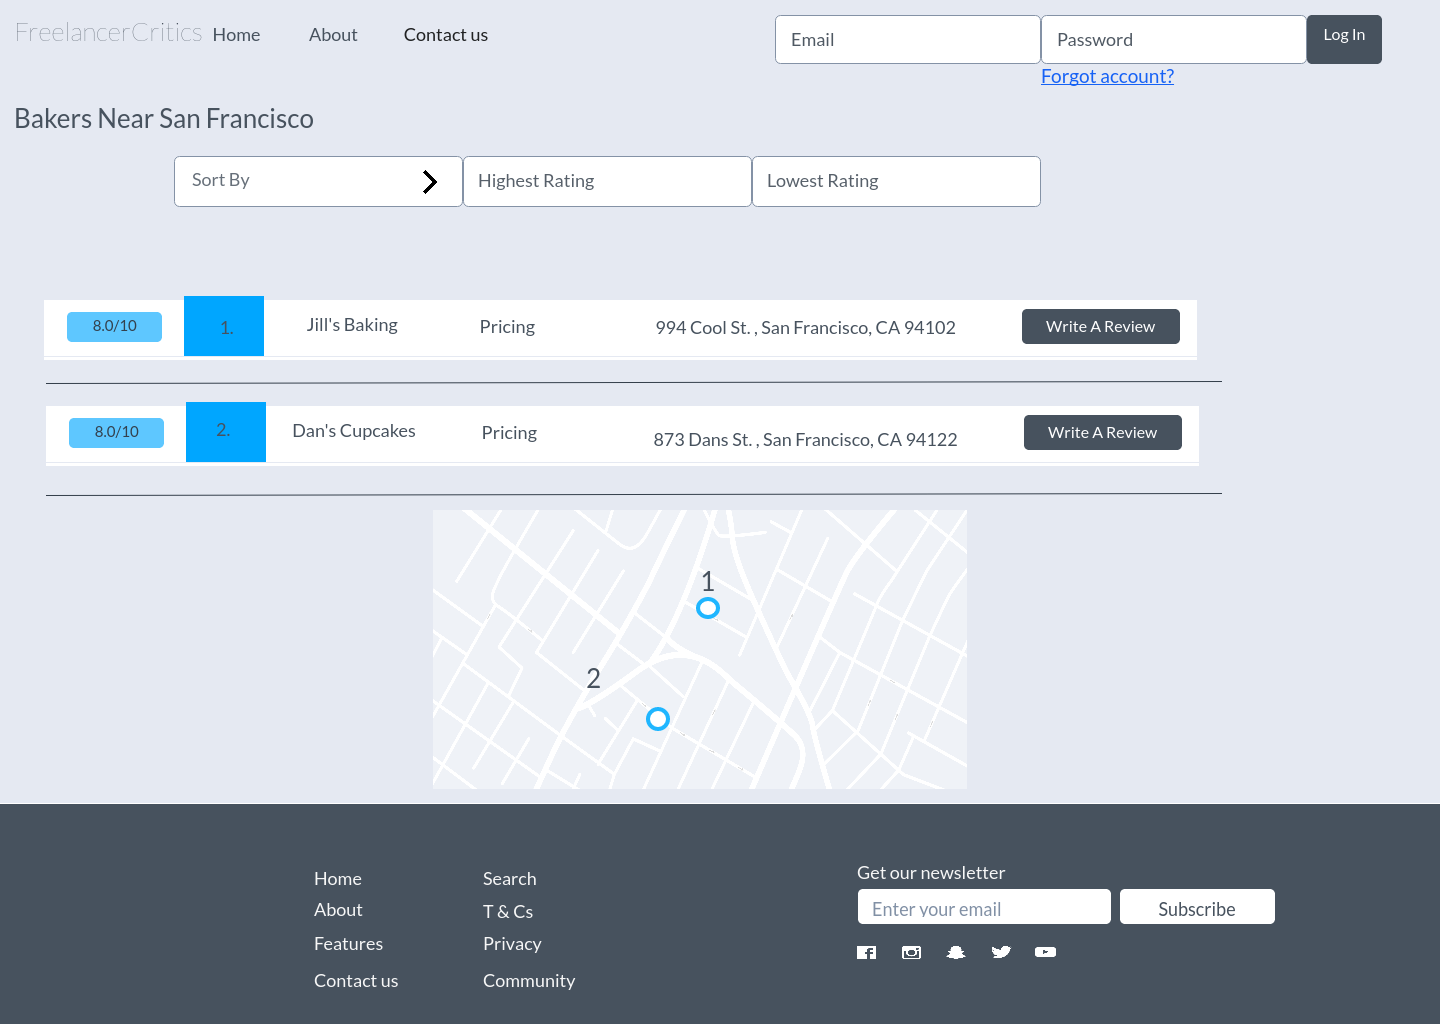 FreelancerCritics Home About Contact us Email Password Log In
Forgot account?
Bakers Near San Francisco
Sort By Highest Rating Lowest Rating
8.0/10 1. Jill's Baking Pricing 994 Cool St. , San Francisco, CA 94102 Write A Review
8.0/10 2. Dan's Cupcakes Pricing 873 Dans St. , San Francisco, CA 94122 Write A Review
1
2
Home
About
Features
Contact us
Search
T & Cs
Privacy
Community
Get our newsletter
Enter your email Subscribe